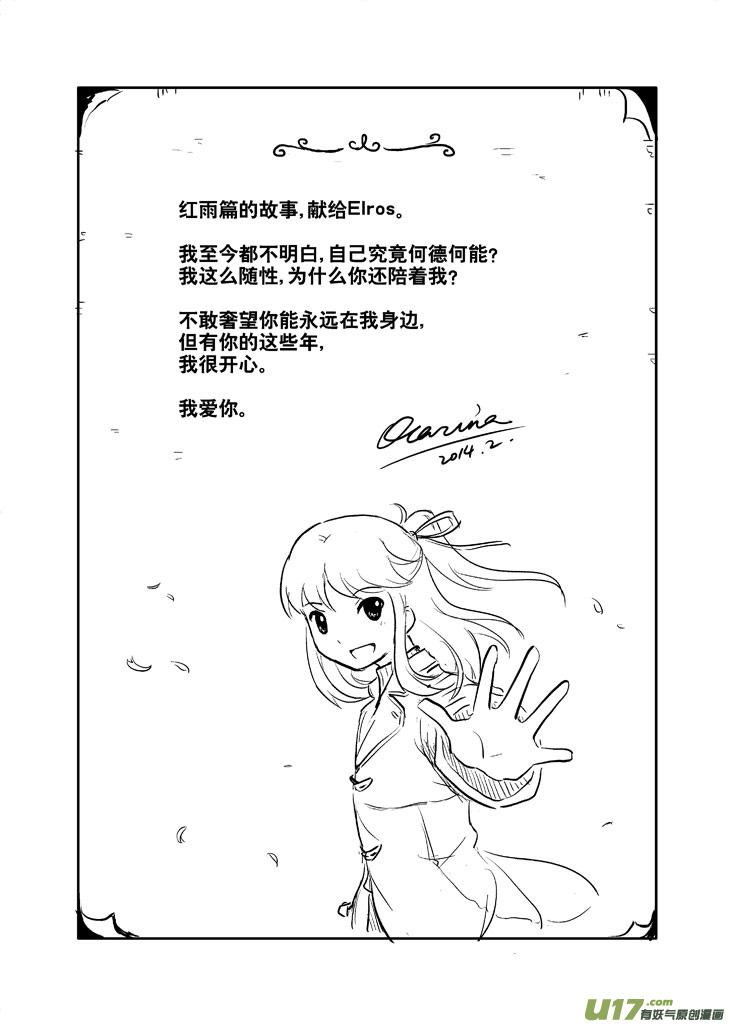 红雨篇的故事,献给Elros。
我至今都不明白,自己究竟何德何能?
我这么随性,为什么你还陪着我?
不敢奢望你能永远在我身边,
但有你的这些年,
我很开心。
我爱你。
Ocarina
2014.2.
U17.com
有妖气原创漫画